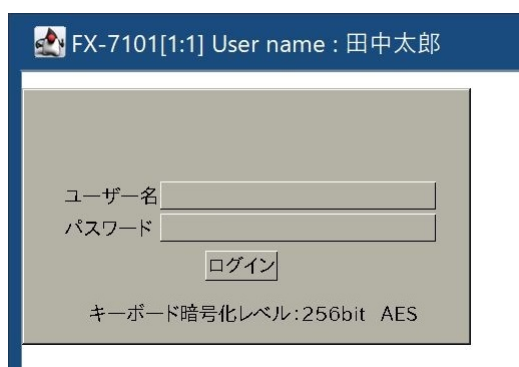 FX-7101[1:1] User name : 田中太郎
ユーザー名
パスワード
ログイン
キーボード暗号化レベル:256bit AES